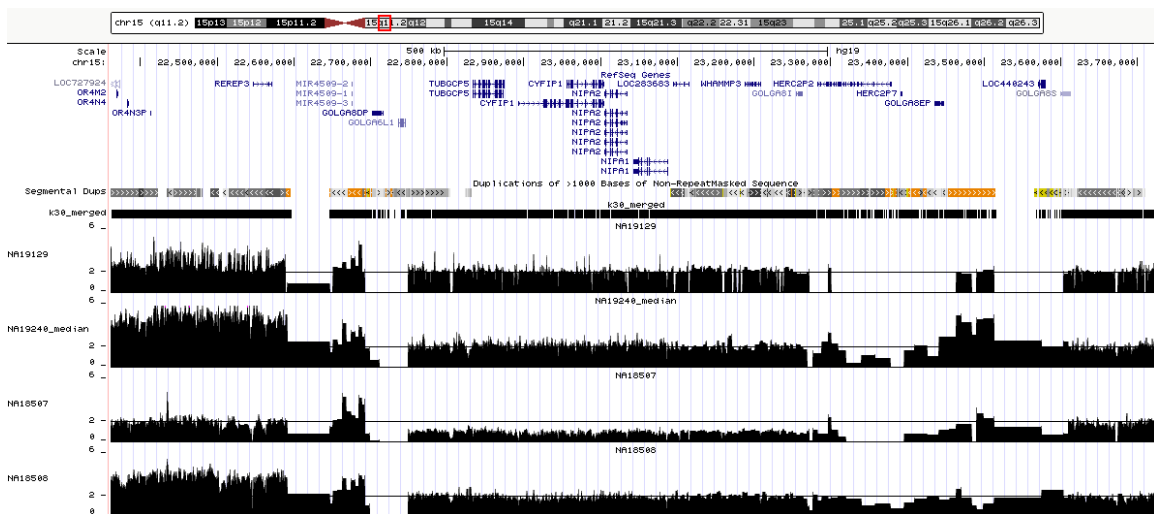 chr15 (q11.2) 15p13 15p12 15p11.2 15q11.2 q12 15q14 q21.1 21.2 15q21.3 q22.2 22.31 15q23 25.1 q25.2 q25.3 15q26.1 q26.2 q26.3
Scale 500 kb hg19
chr15: 22,500,000 22,600,000 22,700,000 22,800,000 22,900,000 23,000,000 23,100,000 23,200,000 23,300,000 23,400,000 23,500,000 23,600,000 23,700,000
RefSeq Genes
LOC727924 REREP3 MIR4509-2 TUBGCP5 CYFIP1 LOC283683 WHAMMP3 HERC2P2 LOC440243
OR4M2 MIR4509-1 TUBGCP5 NIPA2 GOLGA8I HERC2P7 GOLGA8S
OR4N4 MIR4509-3 CYFIP1 GOLGA8EP
OR4N3P GOLGA8DP NIPA2
GOLGA6L1 NIPA2
NIPA2
NIPA2
NIPA1
NIPA1
Duplications of >1000 Bases of Non-RepeatMasked Sequence
Segmental Dups
k30_merged
k30_merged
6
NA19129
NA19129
2
0
6
NA19240_median
NA19240_median
2
0
6
NA18507
NA18507
2
0
6
NA18508
NA18508
2
0